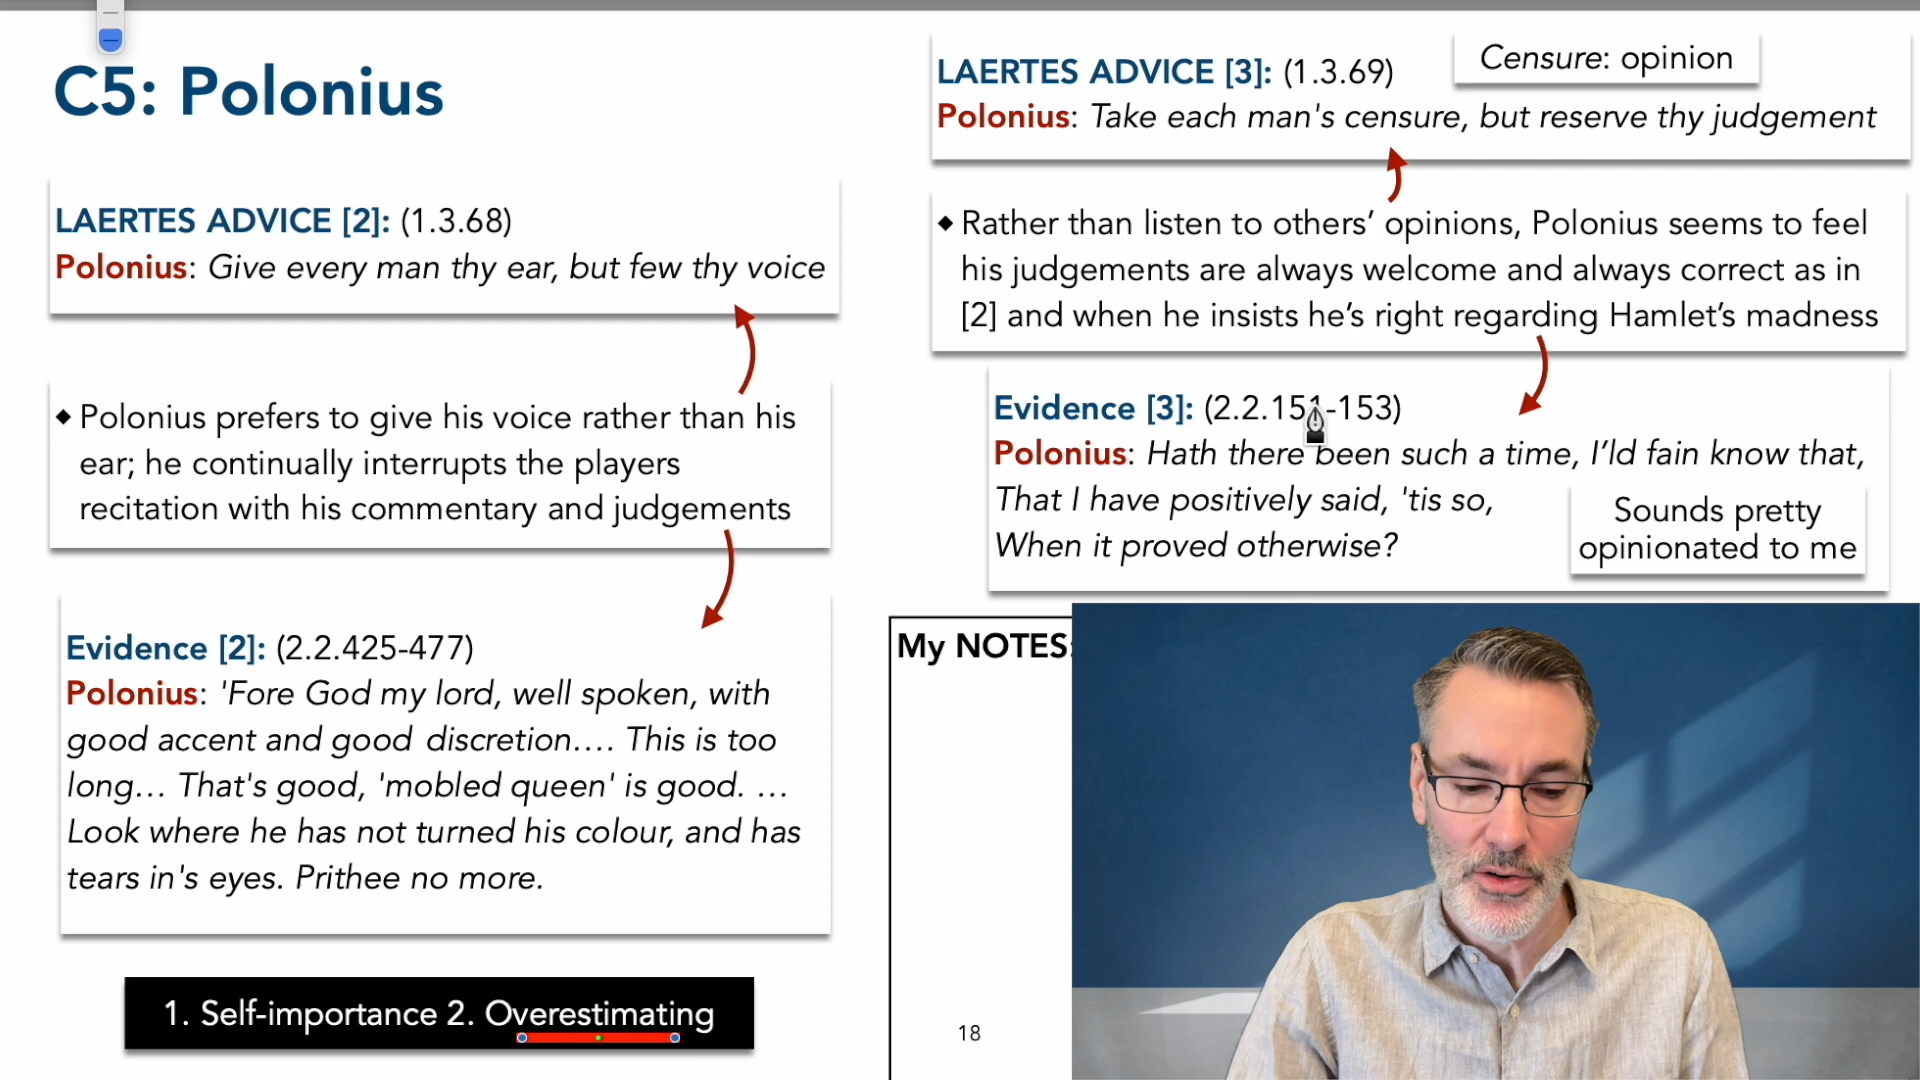 C5: Polonius
LAERTES ADVICE [2]: (1.3.68)
Polonius: Give every man thy ear, but few thy voice
◆ Polonius prefers to give his voice rather than his
ear; he continually interrupts the players
recitation with his commentary and judgements
Evidence [2]: (2.2.425-477)
Polonius: 'Fore God my lord, well spoken, with
good accent and good discretion.... This is too
long... That's good, 'mobled queen' is good. ...
Look where he has not turned his colour, and has
tears in's eyes. Prithee no more.
1. Self-importance 2. Overestimating
LAERTES ADVICE [3]: (1.3.69)
Censure: opinion
Polonius: Take each man's censure, but reserve thy judgement
◆ Rather than listen to others’ opinions, Polonius seems to feel
his judgements are always welcome and always correct as in
[2] and when he insists he’s right regarding Hamlet’s madness
Evidence [3]: (2.2.151-153)
Polonius: Hath there been such a time, I’ld fain know that,
That I have positively said, 'tis so,
When it proved otherwise?
Sounds pretty
opinionated to me
My NOTES:
18